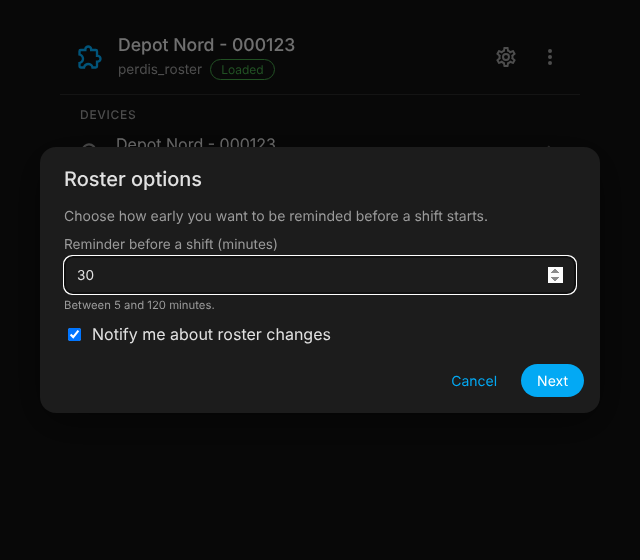 Depot Nord - 000123
perdis_roster Loaded
DEVICES
Depot Nord - 000123
Roster options
Choose how early you want to be reminded before a shift starts.
Reminder before a shift (minutes)
30
Between 5 and 120 minutes.
Notify me about roster changes
Cancel Next